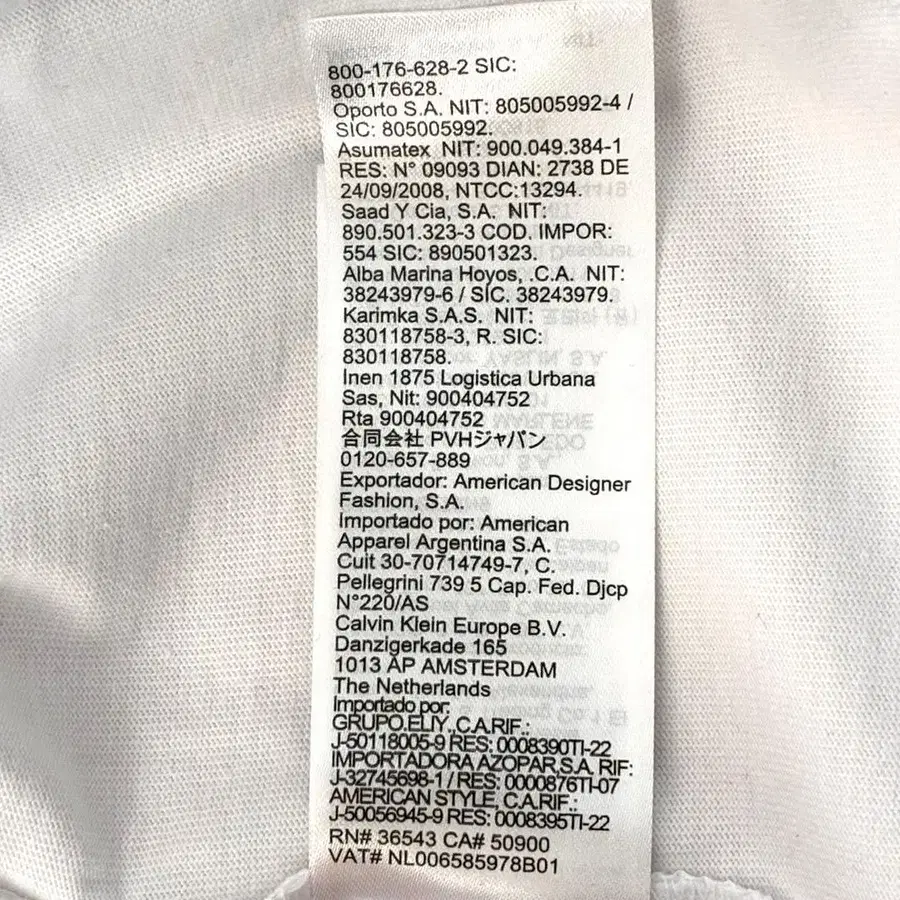 800-176-628-2 SIC:
800176628.
Oporto S.A. NIT: 805005992-4 /
SIC: 805005992.
Asumatex NIT: 900.049.384-1
RES: N° 09093 DIAN: 2738 DE
24/09/2008, NTCC:13294.
Saad Y Cia, S.A. NIT:
890.501.323-3 COD. IMPOR:
554 SIC: 890501323.
Alba Marina Hoyos, .C.A. NIT:
38243979-6 / SIC. 38243979.
Karimka S.A.S. NIT:
830118758-3, R. SIC:
830118758.
Inen 1875 Logistica Urbana
Sas, Nit: 900404752
Rta 900404752
合同会社 PVHジャパン
0120-657-889
Exportador: American Designer
Fashion, S.A.
Importado por: American
Apparel Argentina S.A.
Cuit 30-70714749-7, C.
Pellegrini 739 5 Cap. Fed. Djcp
N°220/AS
Calvin Klein Europe B.V.
Danzigerkade 165
1013 AP AMSTERDAM
The Netherlands
Importado por:
GRUPO.ELIY.,C.A.RIF.:
J-50118005-9 RES: 0008390TI-22
IMPORTADORA AZOPAR,S.A. RIF:
J-32745698-1 / RES: 0000876TI-07
AMERICAN STYLE, C.A.RIF.:
J-50056945-9 RES: 0008395TI-22
RN# 36543 CA# 50900
VAT# NL006585978B01